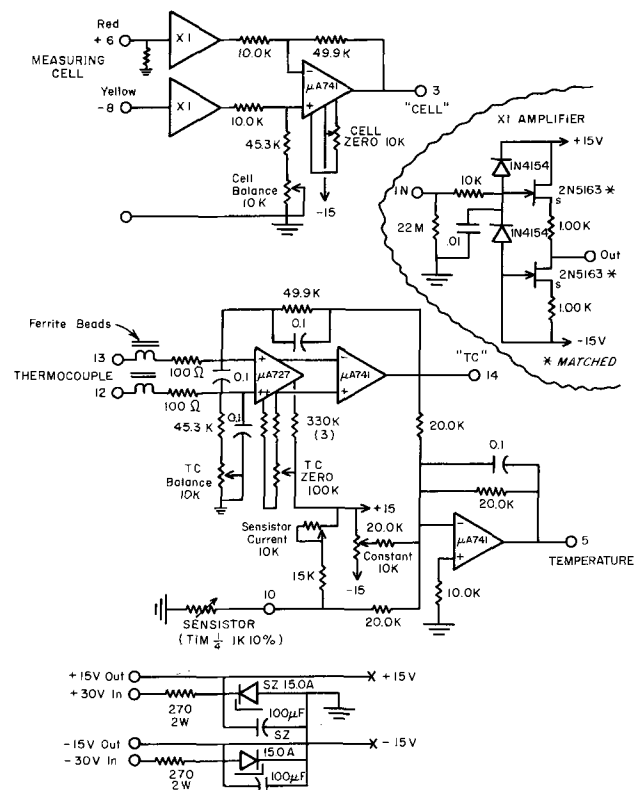 Red
+6
MEASURING
CELL
Yellow
-8
X1
X1
10.0K
49.9K
10.0K
μA741
3
"CELL"
45.3K
CELL
ZERO 10K
Cell
Balance
10K
-15
X1 AMPLIFIER
+15V
1N4154
IN
10K
2N5163 *
S
22M
.01
1N4154
1.00K
Out
2N5163 *
S
1.00K
-15V
* MATCHED
49.9K
0.1
Ferrite Beads
13
100Ω
THERMOCOUPLE
12
100Ω
0.1
μA727
μA741
"TC"
14
45.3K
0.1
330K
(3)
20.0K
TC
Balance
10K
TC
ZERO
100K
0.1
20.0K
+15
Sensistor
Current
10K
20.0K
Constant
10K
-15
μA741
5
TEMPERATURE
15K
10.0K
10
20.0K
SENSISTOR
(TIM 1/4 1K 10%)
+15V Out
+15V
+30V In
SZ 15.0A
270
2W
100μF
SZ
-15V Out
-15V
15.0A
-30V In
270
2W
100μF